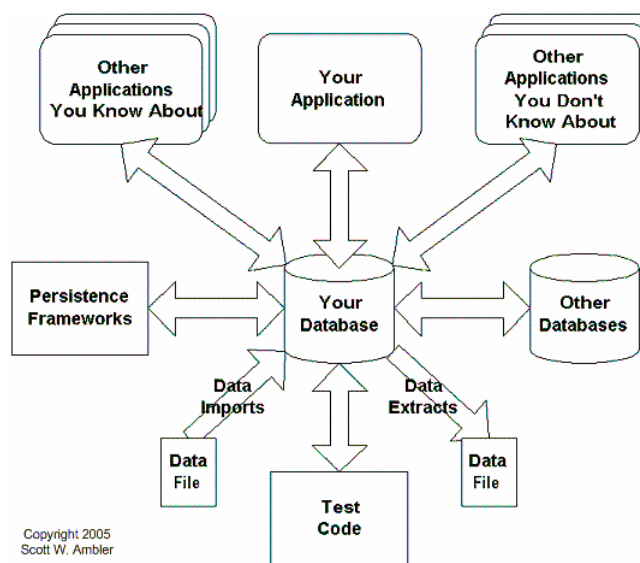 Other
Applications
You Know About
Your
Application
Other
Applications
You Don't
Know About
Persistence
Frameworks
Your
Database
Other
Databases
Data
Imports
Data
Extracts
Data
File
Test
Code
Data
File
Copyright 2005
Scott W. Ambler